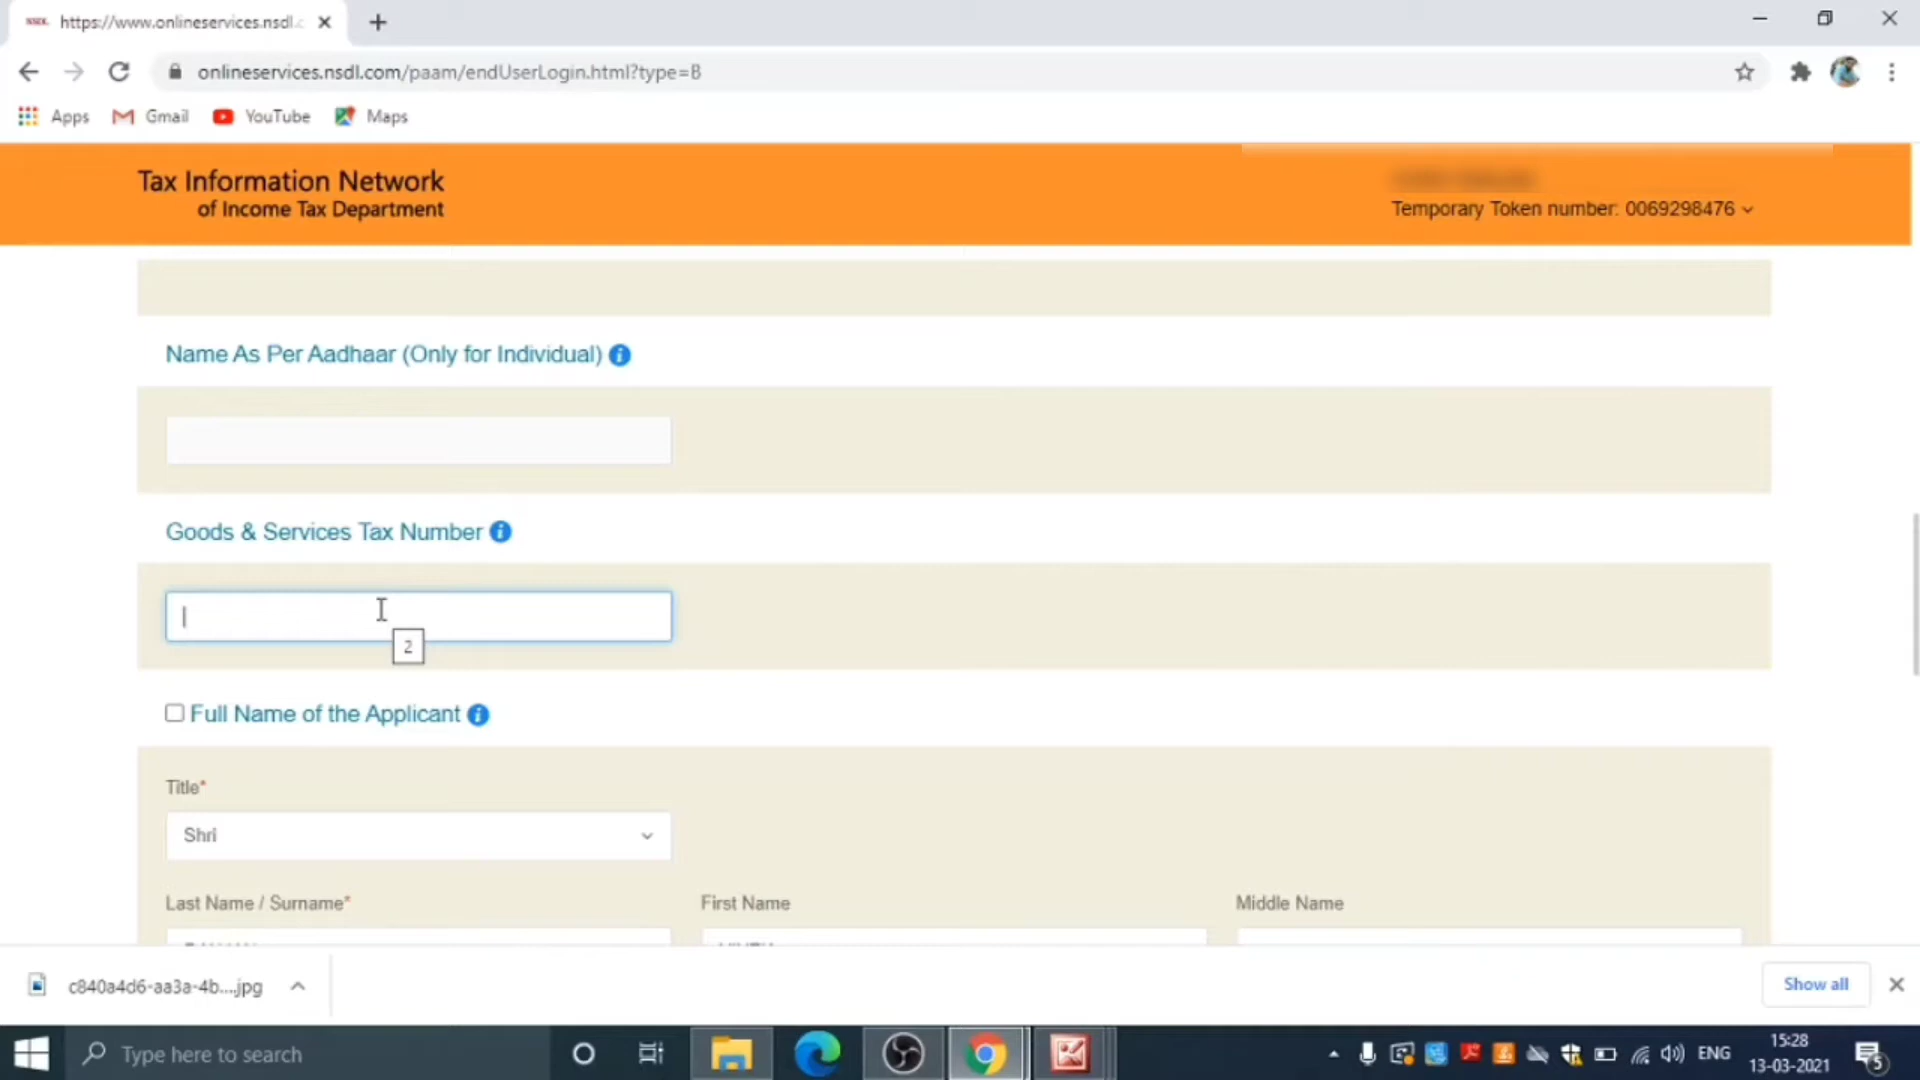 https://www.onlineservices.nsdl.c
onlineservices.nsdl.com/paam/endUserLogin.html?type=B
Apps
Gmail
YouTube
Maps
Tax Information Network
of Income Tax Department
Temporary Token number: 0069298476
Name As Per Aadhaar (Only for Individual)
Goods & Services Tax Number
2
Full Name of the Applicant
Title*
Shri
Last Name / Surname*
First Name
Middle Name
c840a4d6-aa3a-4b....jpg
Show all
Type here to search
ENG
15:28
13-03-2021
5